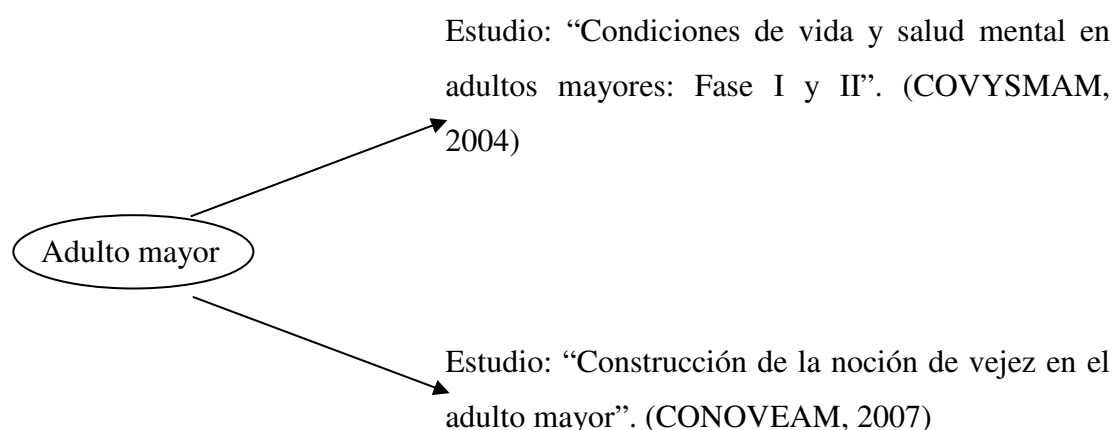 Estudio: “Condiciones de vida y salud mental en
adultos mayores: Fase I y II”. (COVYSMAM,
2004)
Adulto mayor
Estudio: “Construcción de la noción de vejez en el
adulto mayor”. (CONOVEAM, 2007)